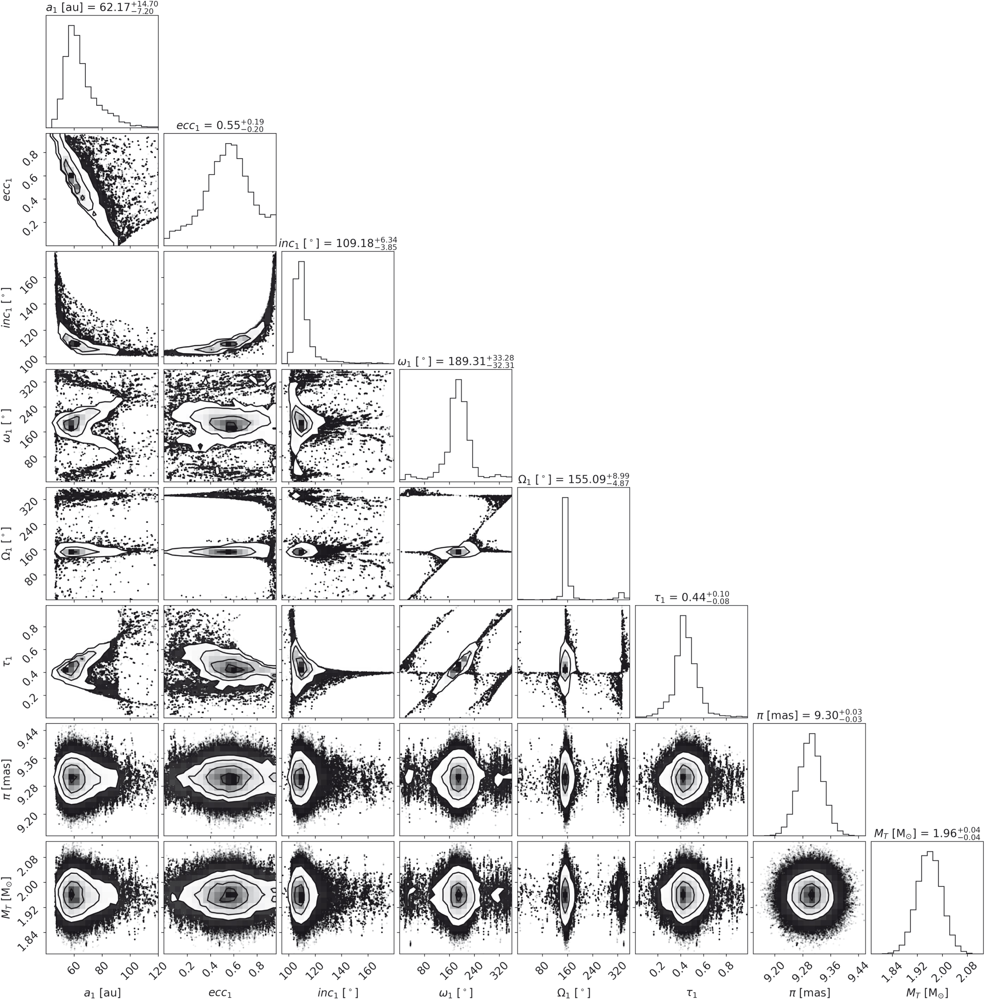 a₁ [au] = 62.17 +14.70 −7.20
ecc₁ = 0.55 +0.19 −0.20
ecc₁
0.8
0.6
0.4
0.2
inc₁ [°] = 109.18 +6.34 −3.85
inc₁ [°]
160
140
120
100
ω₁ [°] = 189.31 +33.28 −32.31
ω₁ [°]
320
240
160
80
Ω₁ [°] = 155.09 +8.99 −4.87
Ω₁ [°]
320
240
160
80
τ₁ = 0.44 +0.10 −0.08
τ₁
0.8
0.6
0.4
0.2
π [mas] = 9.30 +0.03 −0.03
π [mas]
9.44
9.36
9.28
9.20
M_T [M⊙] = 1.96 +0.04 −0.04
M_T [M⊙]
2.08
2.00
1.92
1.84
60 80 100 120 0.2 0.4 0.6 0.8 100 120 140 160 80 160 240 320 80 160 240 320 0.2 0.4 0.6 0.8 9.20 9.28 9.36 9.44 1.84 1.92 2.00 2.08
a₁ [au] ecc₁ inc₁ [°] ω₁ [°] Ω₁ [°] τ₁ π [mas] M_T [M⊙]